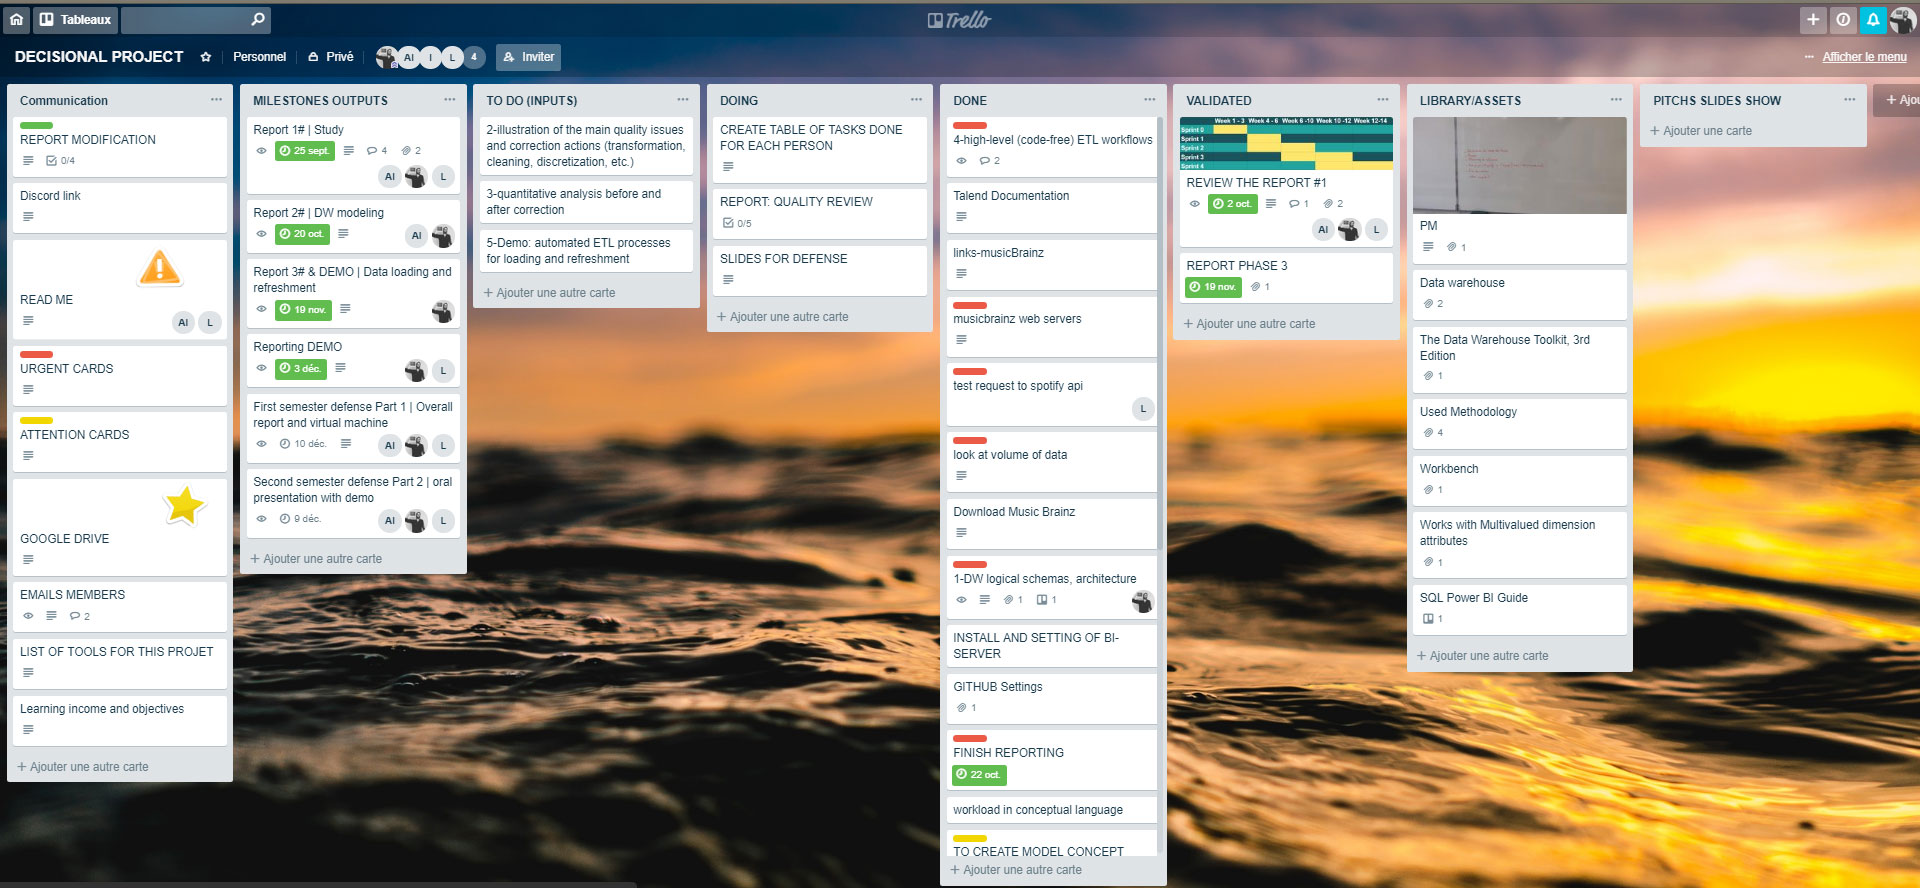 Tableaux
Trello
DECISIONAL PROJECT
Personnel
Privé
AI
I
L
4
Inviter
Afficher le menu
Communication
REPORT MODIFICATION
0/4
Discord link
READ ME
AI
L
URGENT CARDS
ATTENTION CARDS
GOOGLE DRIVE
EMAILS MEMBERS
2
LIST OF TOOLS FOR THIS PROJET
Learning income and objectives
+ Ajouter une autre carte
MILESTONES OUTPUTS
Report 1# | Study
25 sept.
4
2
AI
L
Report 2# | DW modeling
20 oct.
AI
Report 3# & DEMO | Data loading and
refreshment
19 nov.
Reporting DEMO
3 déc.
L
First semester defense Part 1 | Overall
report and virtual machine
10 déc.
AI
L
Second semester defense Part 2 | oral
presentation with demo
9 déc.
AI
L
+ Ajouter une autre carte
TO DO (INPUTS)
2-illustration of the main quality issues
and correction actions (transformation,
cleaning, discretization, etc.)
3-quantitative analysis before and
after correction
5-Demo: automated ETL processes
for loading and refreshment
+ Ajouter une autre carte
DOING
CREATE TABLE OF TASKS DONE
FOR EACH PERSON
REPORT: QUALITY REVIEW
0/5
SLIDES FOR DEFENSE
+ Ajouter une autre carte
DONE
4-high-level (code-free) ETL workflows
2
Talend Documentation
links-musicBrainz
musicbrainz web servers
test request to spotify api
L
look at volume of data
Download Music Brainz
1-DW logical schemas, architecture
1
1
INSTALL AND SETTING OF BI-
SERVER
GITHUB Settings
1
FINISH REPORTING
22 oct.
workload in conceptual language
TO CREATE MODEL CONCEPT
+ Ajouter une autre carte
VALIDATED
Week 1 - 3 Week 4 - 6 Week 6 -10 Week 10 -12 Week 12-14
Sprint 0
Sprint 1
Sprint 2
Sprint 3
Sprint 4
REVIEW THE REPORT #1
2 oct.
1
2
AI
L
REPORT PHASE 3
19 nov.
1
+ Ajouter une autre carte
LIBRARY/ASSETS
PM
1
Data warehouse
2
The Data Warehouse Toolkit, 3rd
Edition
1
Used Methodology
4
Workbench
1
Works with Multivalued dimension
attributes
1
SQL Power BI Guide
1
+ Ajouter une autre carte
PITCHS SLIDES SHOW
+ Ajouter une carte
+ Ajou